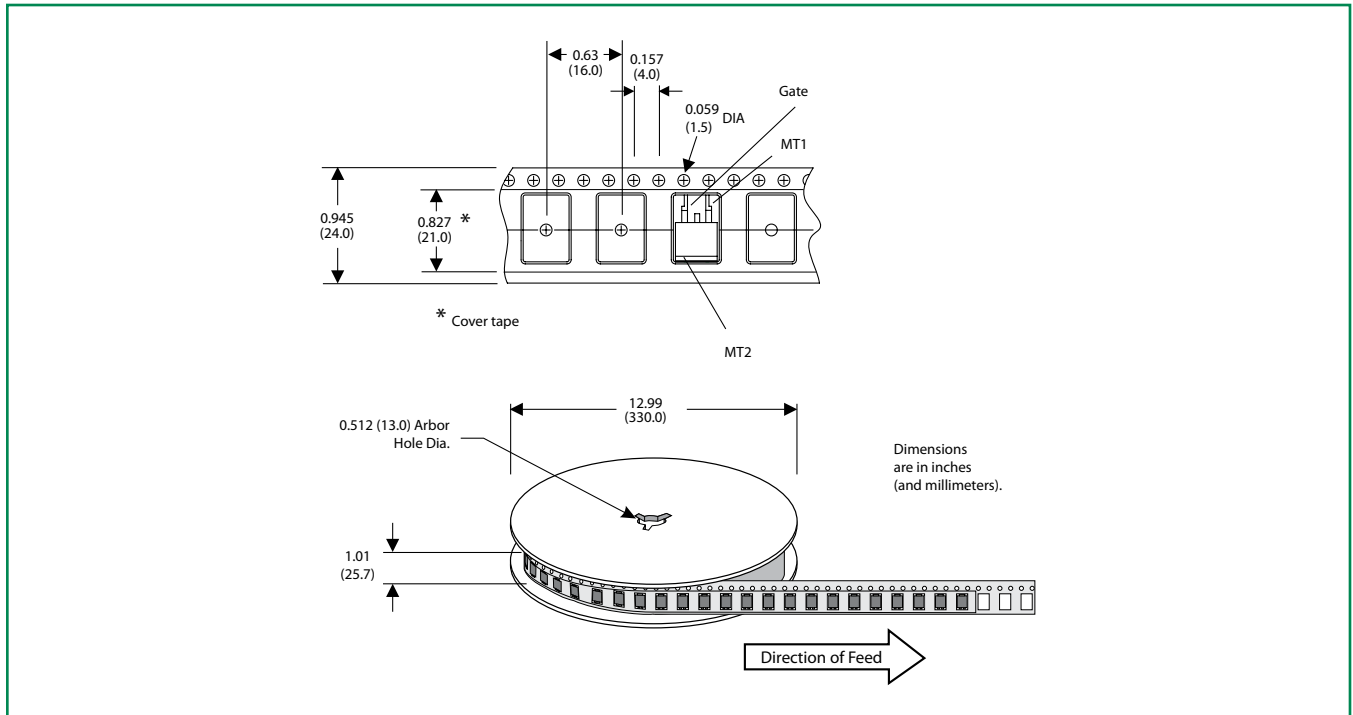 0.63
(16.0)
0.157
(4.0)
Gate
0.059
(1.5)
DIA
MT1
0.945
(24.0)
0.827
(21.0)
*
* Cover tape
MT2
12.99
(330.0)
0.512 (13.0) Arbor
Hole Dia.
Dimensions
are in inches
(and millimeters).
1.01
(25.7)
Direction of Feed